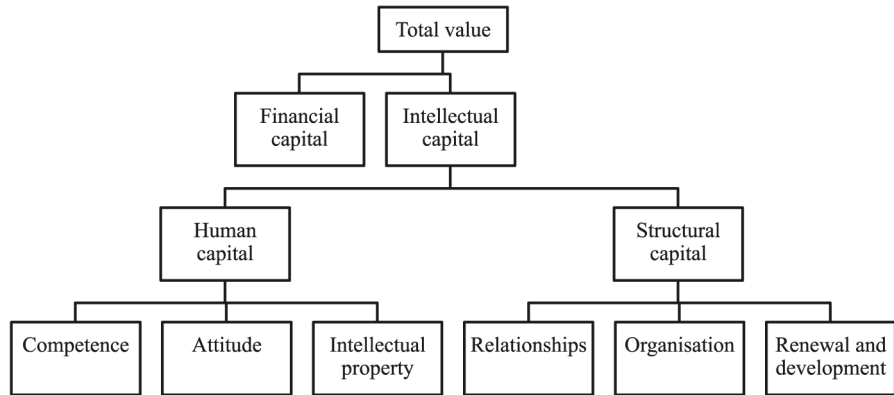 Total value
Financial
capital
Intellectual
capital
Human
capital
Structural
capital
Competence
Attitude
Intellectual
property
Relationships
Organisation
Renewal and
development